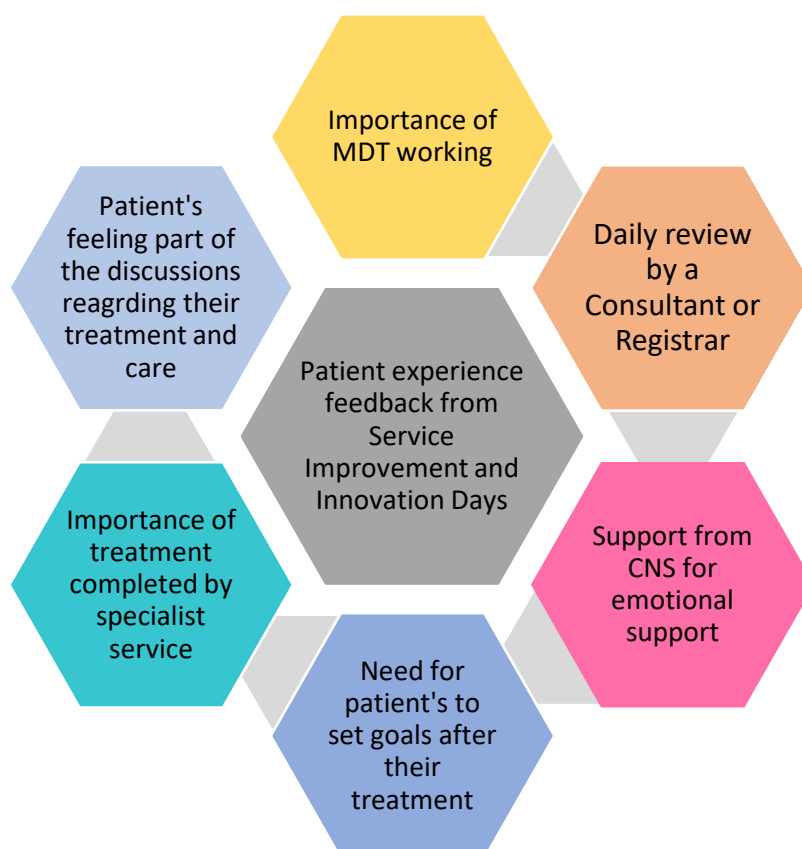 Importance of
MDT working
Daily review
by a
Consultant or
Registrar
Support from
CNS for
emotional
support
Need for
patient's to
set goals after
their
treatment
Importance of
treatment
completed by
specialist
service
Patient's
feeling part of
the discussions
reagrding their
treatment and
care
Patient experience
feedback from
Service
Improvement and
Innovation Days